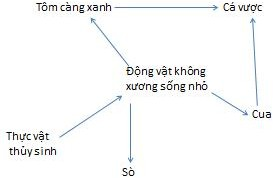 Tôm càng xanh
Cá vược
Động vật không
xương sống nhỏ
Cua
Thực vật
thủy sinh
Sò